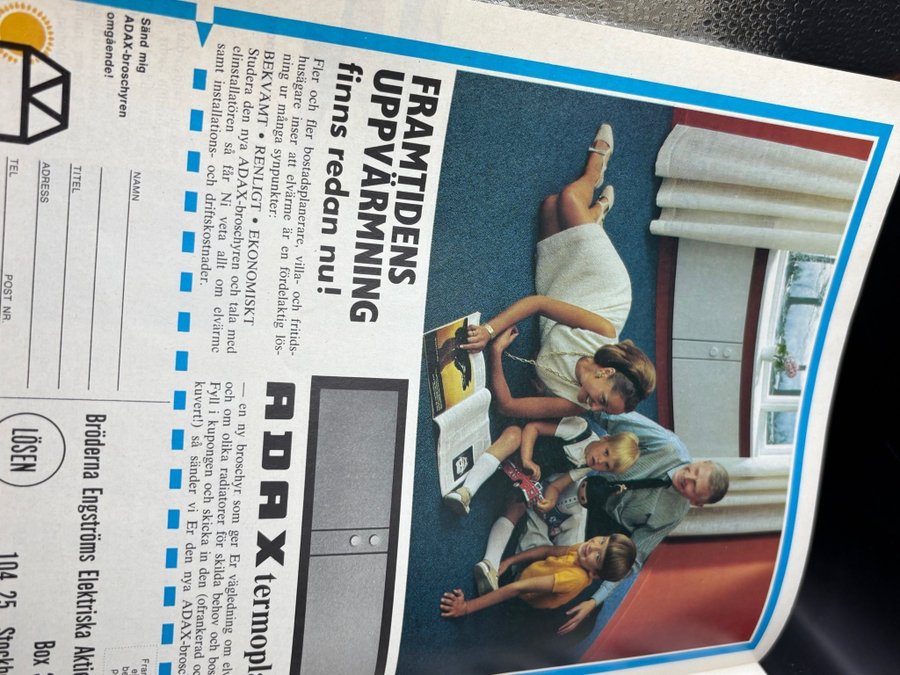 FRAMTIDENS
UPPVÄRMNING
finns redan nu!
Fler och fler bostadsplanerare, villa- och fritids-
husägare inser att elvärme är en fördelaktig lös-
ning ur många synpunkter:
BEKVÄMT • RENLIGT • EKONOMISKT
Studera den nya ADAX-broschyren och tala med
elinstallatören så får Ni veta allt om elvärme
samt installations- och driftskostnader.
ADAX termopla
— en ny broschyr som ger Er vägledning om el
och om olika radiatorer för skilda behov och bos
Fyll i kupongen och skicka in den (ofrankerad o
kuvert!) så sänder vi Er den nya ADAX-brosc
Sänd mig
ADAX-broschyren
omgående!
NAMN
TITEL
ADRESS
TEL
POST NR
Bröderna Engströms Elektriska Akti
Box
104 25 Stockh
LÖSEN
Fran